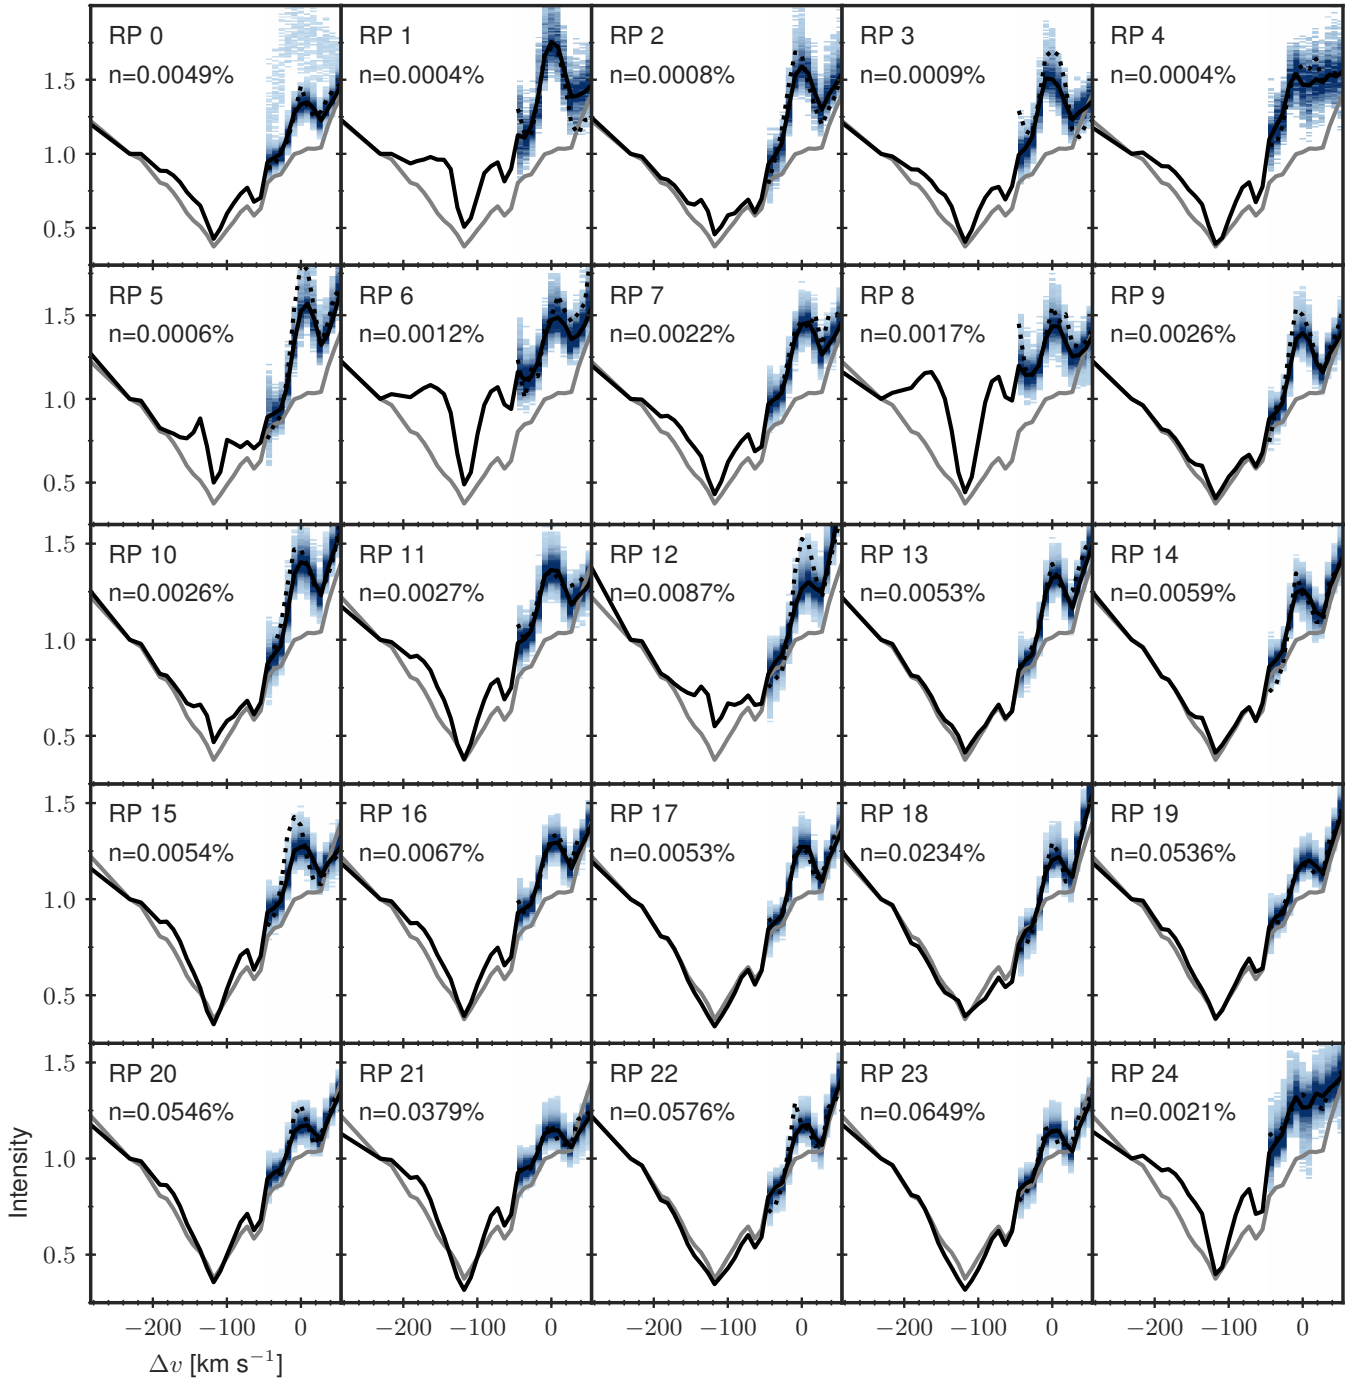 RP 0 RP 1 RP 2 RP 3 RP 4
n=0.0049% n=0.0004% n=0.0008% n=0.0009% n=0.0004%
1.5
1.0
0.5
RP 5 RP 6 RP 7 RP 8 RP 9
n=0.0006% n=0.0012% n=0.0022% n=0.0017% n=0.0026%
1.5
1.0
0.5
RP 10 RP 11 RP 12 RP 13 RP 14
n=0.0026% n=0.0027% n=0.0087% n=0.0053% n=0.0059%
1.5
1.0
0.5
RP 15 RP 16 RP 17 RP 18 RP 19
n=0.0054% n=0.0067% n=0.0053% n=0.0234% n=0.0536%
1.5
1.0
0.5
RP 20 RP 21 RP 22 RP 23 RP 24
n=0.0546% n=0.0379% n=0.0576% n=0.0649% n=0.0021%
1.5
1.0
0.5
Intensity
−200 −100 0 −200 −100 0 −200 −100 0 −200 −100 0 −200 −100 0
Δv [km s⁻¹]